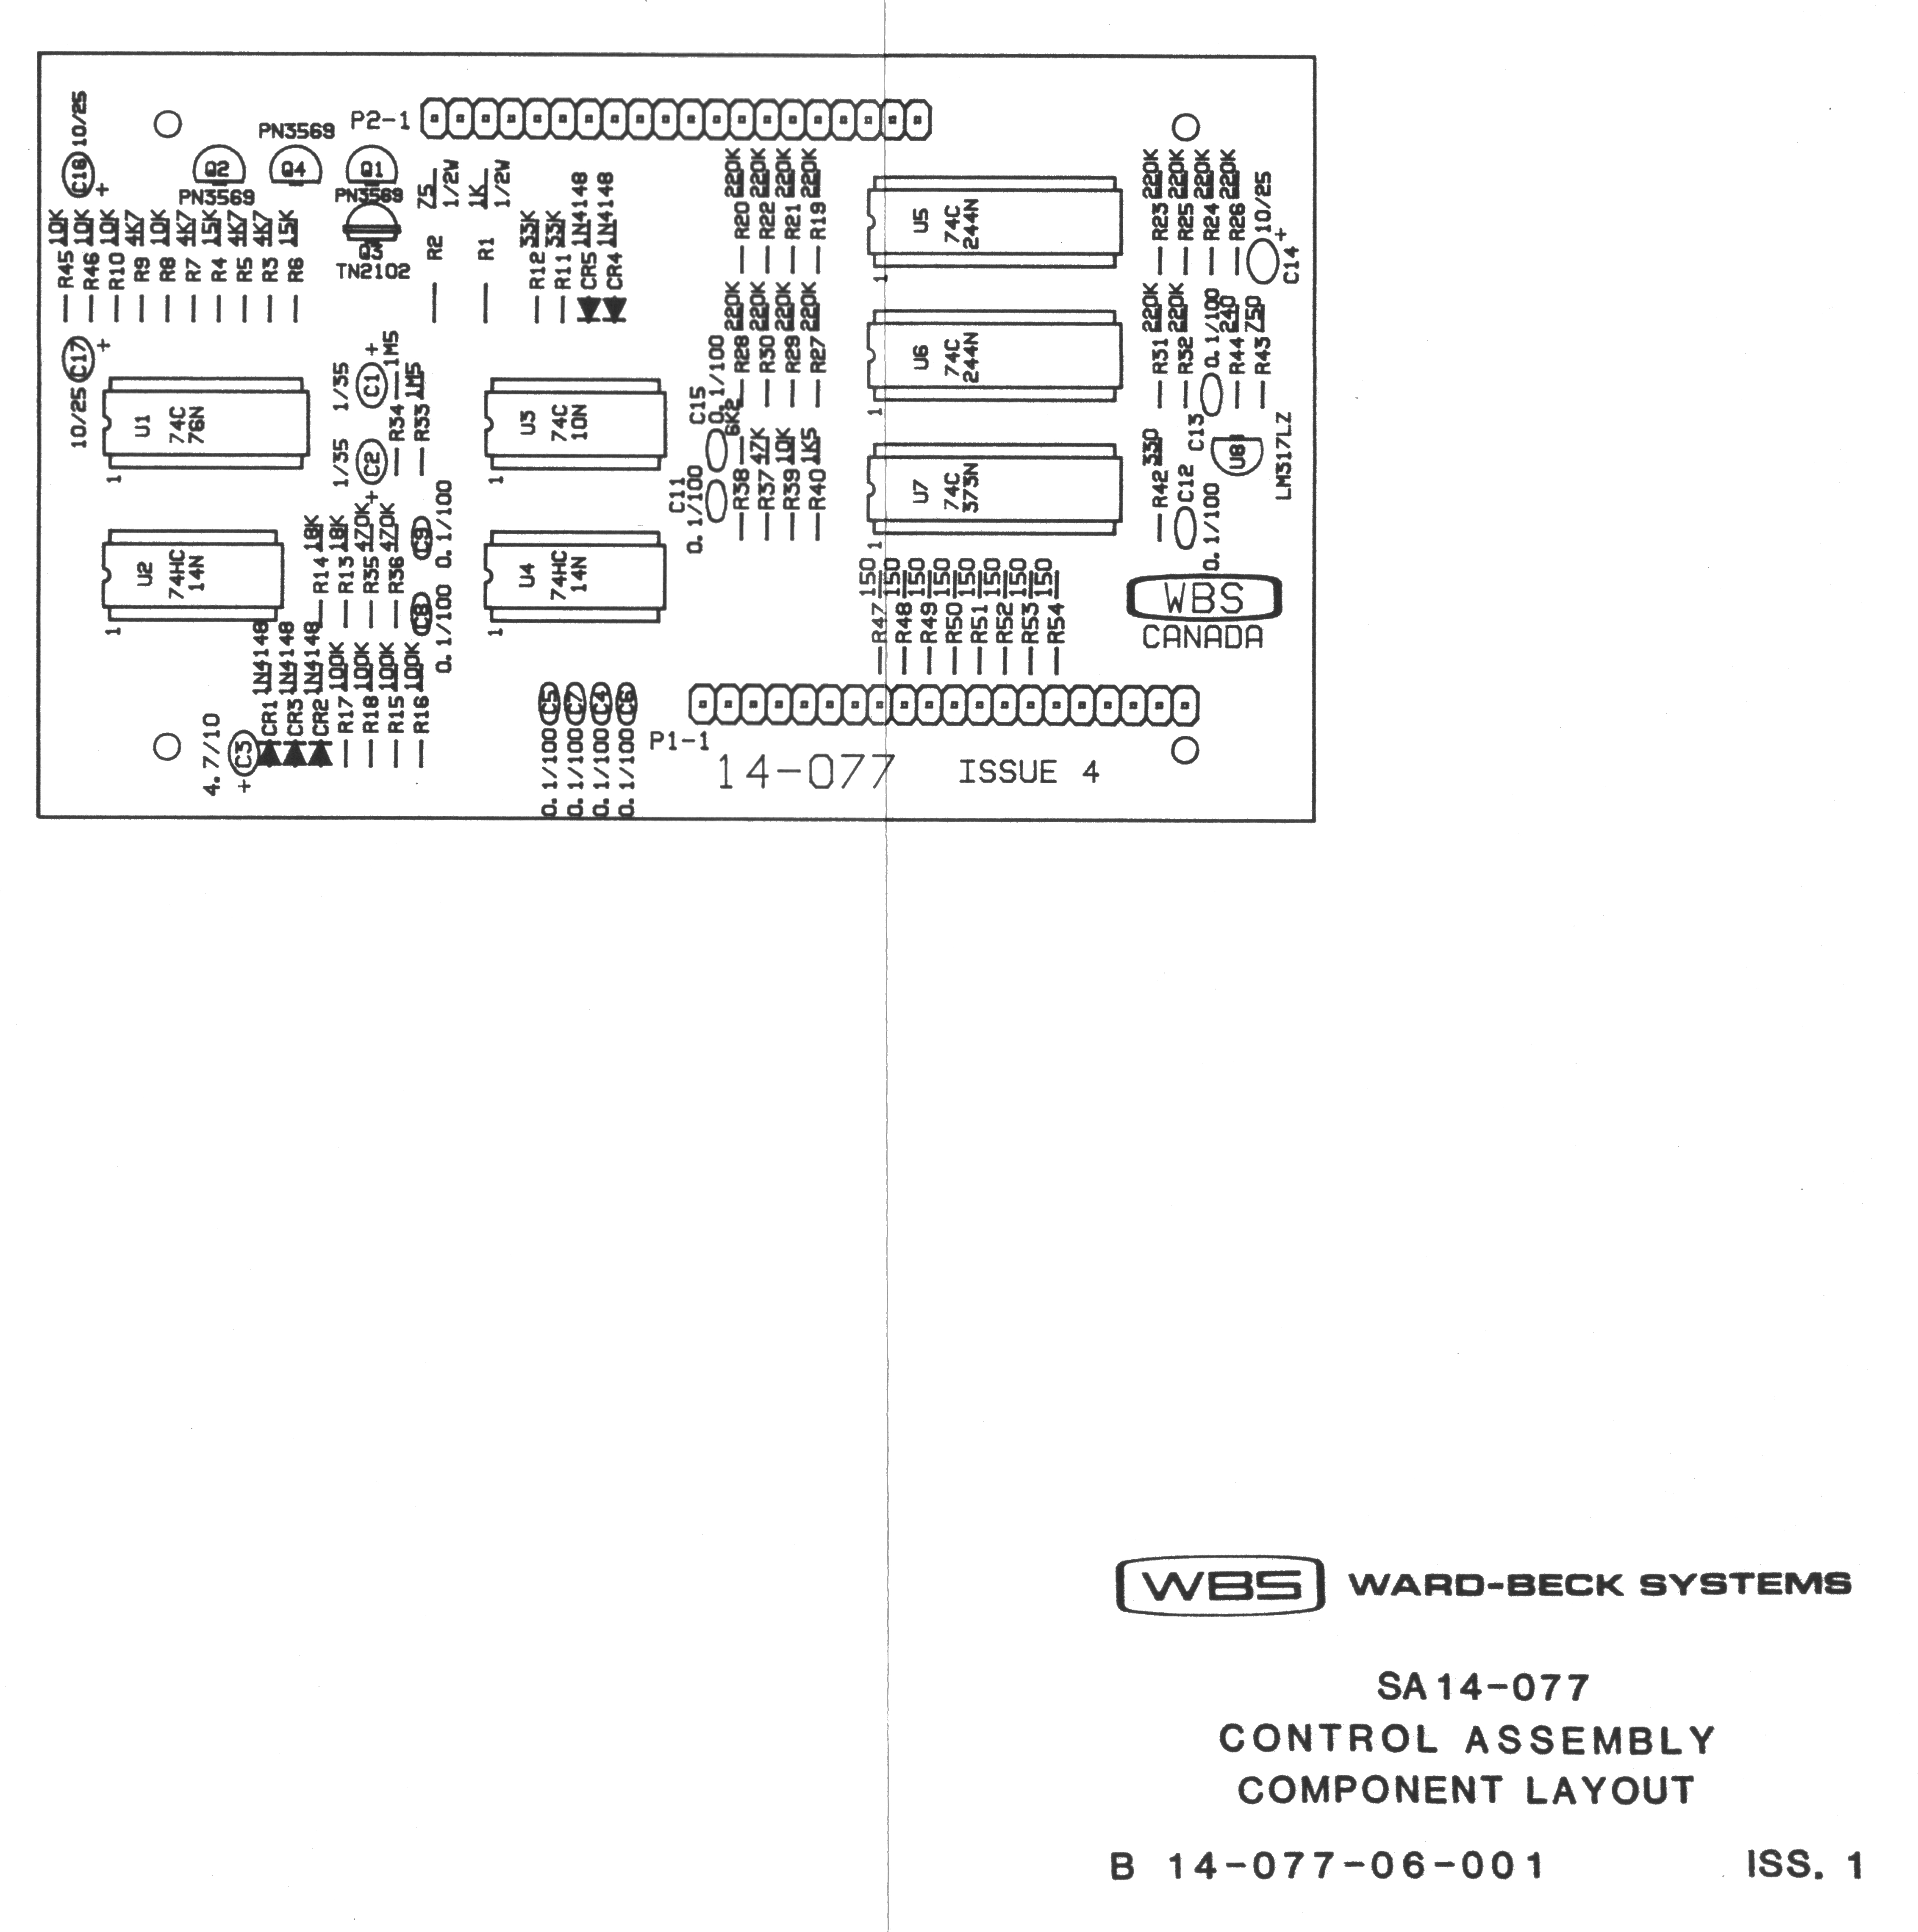 C18 10/25 +
PN3569
Q2
PN3569
Q4
Q1
PN3569
Q3
TN2102
P2-1
R45 10K
R46 10K
R10 10K
R9 4K7
R8 10K
R7 4K7
R4 15K
R5 4K7
R3 4K7
R6 15K
R2 75 1/2W
R1 1K 1/2W
R12 33K
R11 33K
CR5 1N4148
CR4 1N4148
R20 220K
R22 220K
R21 220K
R19 220K
U5 74C 244N
1
R23 220K
R25 220K
R24 220K
R26 220K
C14 10/25 +
10/25 C17 +
U1 74C 76N
1
1/35 C1 +
1/35 C2 +
R34 1M5
R33 1M5
U3 74C 10N
1
R28 220K
R30 220K
R29 220K
R27 220K
C15 0.1/100
C11 0.1/100
R38 6K2
R37 47K
R39 10K
R40 1K5
U6 74C 244N
1
R31 220K
R32 220K
C13 0.1/100
R44 240
R43 750
U7 74C 373N
1
R42 330
C12 0.1/100
U8
LM317LZ
U2 74HC 14N
1
R14 18K
R13 18K
R35 470K
R36 470K
C9 0.1/100
C8 0.1/100
U4 74HC 14N
1
R47 150
R48 150
R49 150
R50 150
R51 150
R52 150
R53 150
R54 150
WBS
CANADA
4.7/10 C3 +
CR1 1N4148
CR3 1N4148
CR2 1N4148
R17 100K
R18 100K
R15 100K
R16 100K
0.1/100 C5
0.1/100 C7
0.1/100 C4
0.1/100 C6
P1-1
14-077 ISSUE 4
WBS WARD-BECK SYSTEMS
SA14-077
CONTROL ASSEMBLY
COMPONENT LAYOUT
B 14-077-06-001 ISS. 1